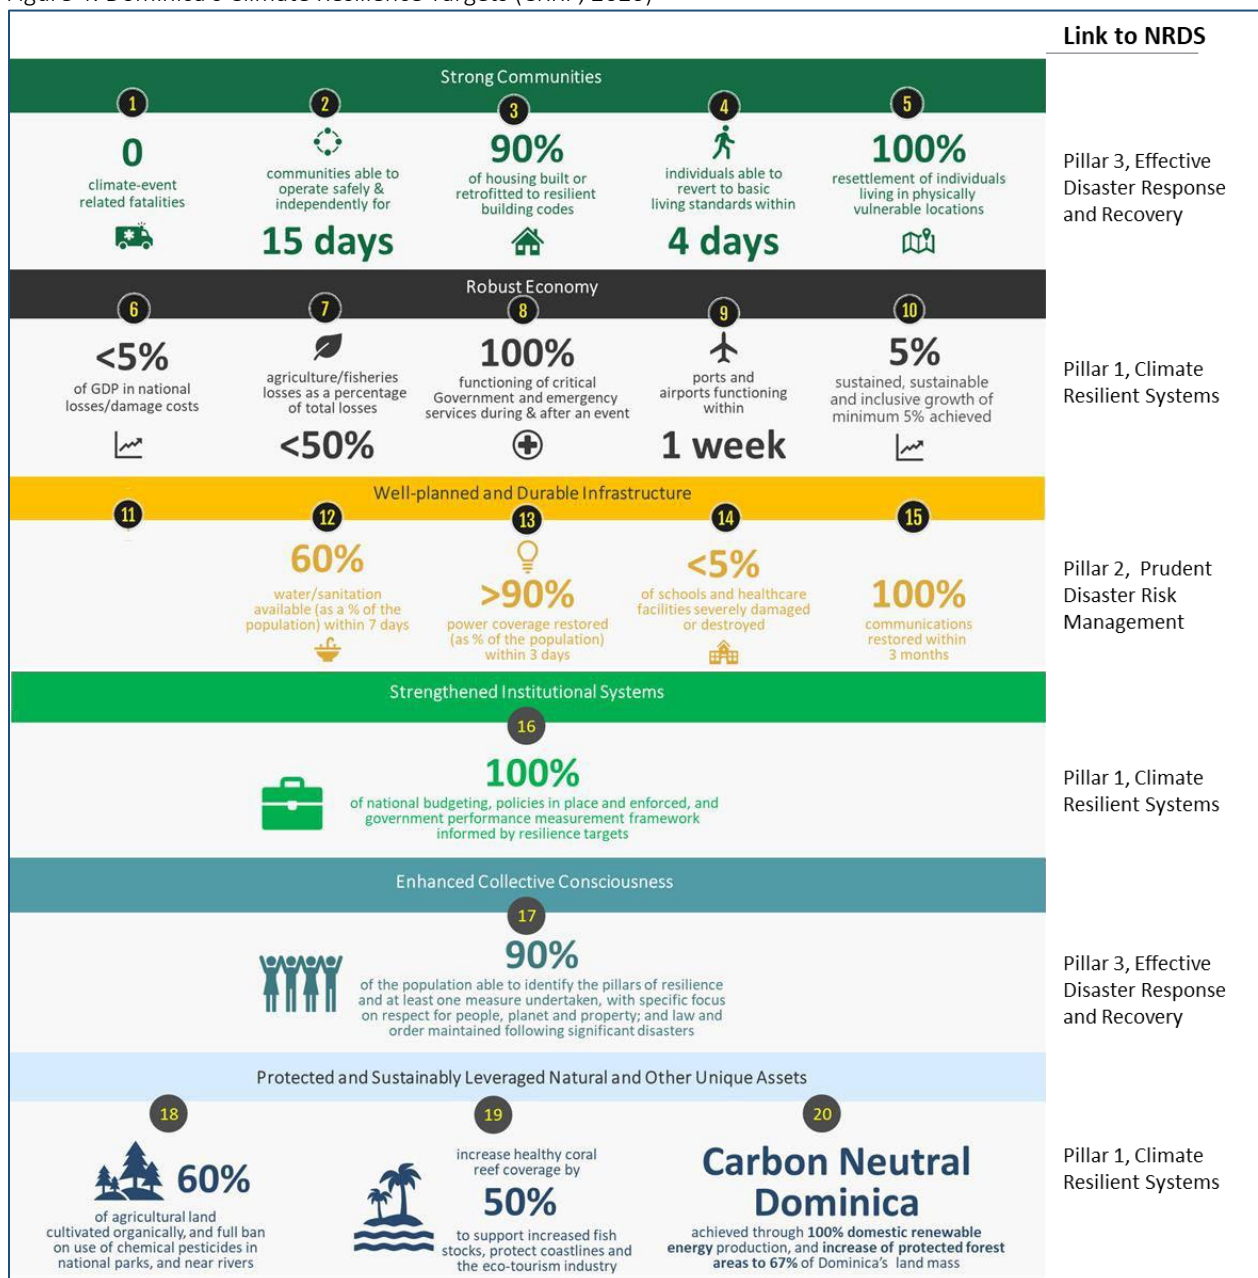 Figure 4: Dominica's Climate Resilience Targets (CRRP, 2020)
Link to NRDS
Strong Communities
1
0
climate-event
related fatalities
2
communities able to
operate safely &
independently for
15 days
3
90%
of housing built or
retrofitted to resilient
building codes
4
individuals able to
revert to basic
living standards within
4 days
5
100%
resettlement of individuals
living in physically
vulnerable locations
Pillar 3, Effective
Disaster Response
and Recovery
Robust Economy
6
<5%
of GDP in national
losses/damage costs
7
agriculture/fisheries
losses as a percentage
of total losses
<50%
8
100%
functioning of critical
Government and emergency
services during & after an event
9
ports and
airports functioning
within
1 week
10
5%
sustained, sustainable
and inclusive growth of
minimum 5% achieved
Pillar 1, Climate
Resilient Systems
Well-planned and Durable Infrastructure
11
12
60%
water/sanitation
available (as a % of the
population) within 7 days
13
>90%
power coverage restored
(as % of the population)
within 3 days
14
<5%
of schools and healthcare
facilities severely damaged
or destroyed
15
100%
communications
restored within
3 months
Pillar 2, Prudent
Disaster Risk
Management
Strengthened Institutional Systems
16
100%
of national budgeting, policies in place and enforced, and
government performance measurement framework
informed by resilience targets
Pillar 1, Climate
Resilient Systems
Enhanced Collective Consciousness
17
90%
of the population able to identify the pillars of resilience
and at least one measure undertaken, with specific focus
on respect for people, planet and property; and law and
order maintained following significant disasters
Pillar 3, Effective
Disaster Response
and Recovery
Protected and Sustainably Leveraged Natural and Other Unique Assets
18
60%
of agricultural land
cultivated organically, and full ban
on use of chemical pesticides in
national parks, and near rivers
19
increase healthy coral
reef coverage by
50%
to support increased fish
stocks, protect coastlines and
the eco-tourism industry
20
Carbon Neutral
Dominica
achieved through 100% domestic renewable
energy production, and increase of protected forest
areas to 67% of Dominica's land mass
Pillar 1, Climate
Resilient Systems